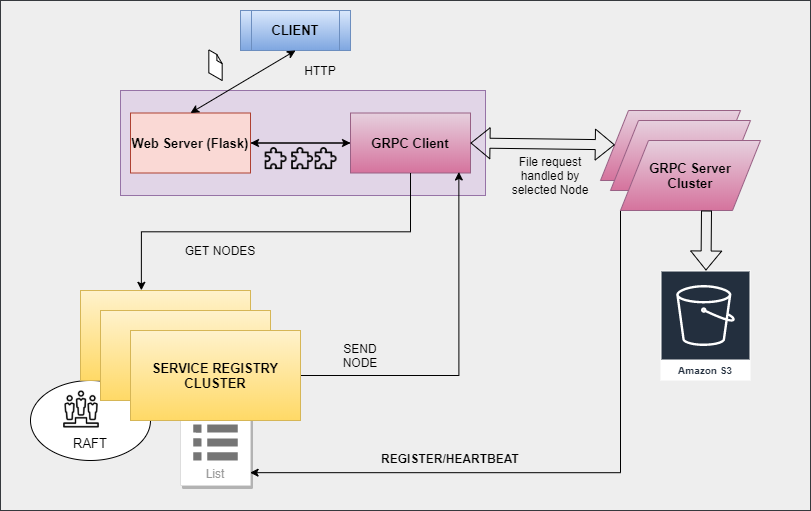 CLIENT
HTTP
Web Server (Flask)
GRPC Client
File request
handled by
selected Node
GRPC Server
Cluster
GET NODES
SERVICE REGISTRY
CLUSTER
SEND
NODE
Amazon S3
RAFT
List
REGISTER/HEARTBEAT